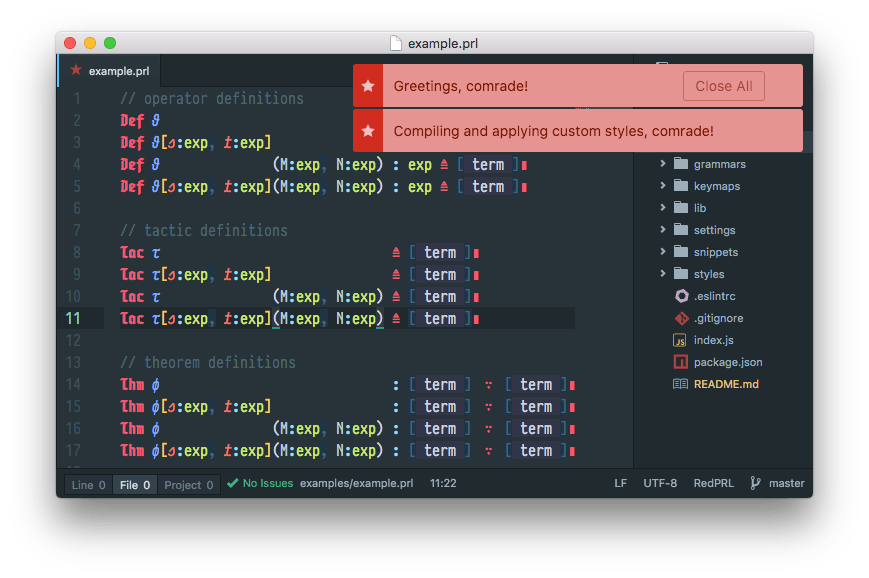 example.prl
example.prl
Greetings, comrade!
Close All
Compiling and applying custom styles, comrade!
1 // operator definitions
2 Def ϑ
3 Def ϑ[s:exp, t:exp]
4 Def ϑ (M:exp, N:exp) : exp ≜ [ term ]∎
5 Def ϑ[s:exp, t:exp](M:exp, N:exp) : exp ≜ [ term ]∎
6
7 // tactic definitions
8 Tac τ ≜ [ term ]∎
9 Tac τ[s:exp, t:exp] ≜ [ term ]∎
10 Tac τ (M:exp, N:exp) ≜ [ term ]∎
11 Tac τ[s:exp, t:exp](M:exp, N:exp) ≜ [ term ]∎
12
13 // theorem definitions
14 Thm ϕ : [ term ] ∵ [ term ]∎
15 Thm ϕ[s:exp, t:exp] : [ term ] ∵ [ term ]∎
16 Thm ϕ (M:exp, N:exp) : [ term ] ∵ [ term ]∎
17 Thm ϕ[s:exp, t:exp](M:exp, N:exp) : [ term ] ∵ [ term ]∎
grammars
keymaps
lib
settings
snippets
styles
.eslintrc
.gitignore
index.js
package.json
README.md
Line 0 File 0 Project 0 No Issues examples/example.prl 11:22 LF UTF-8 RedPRL master